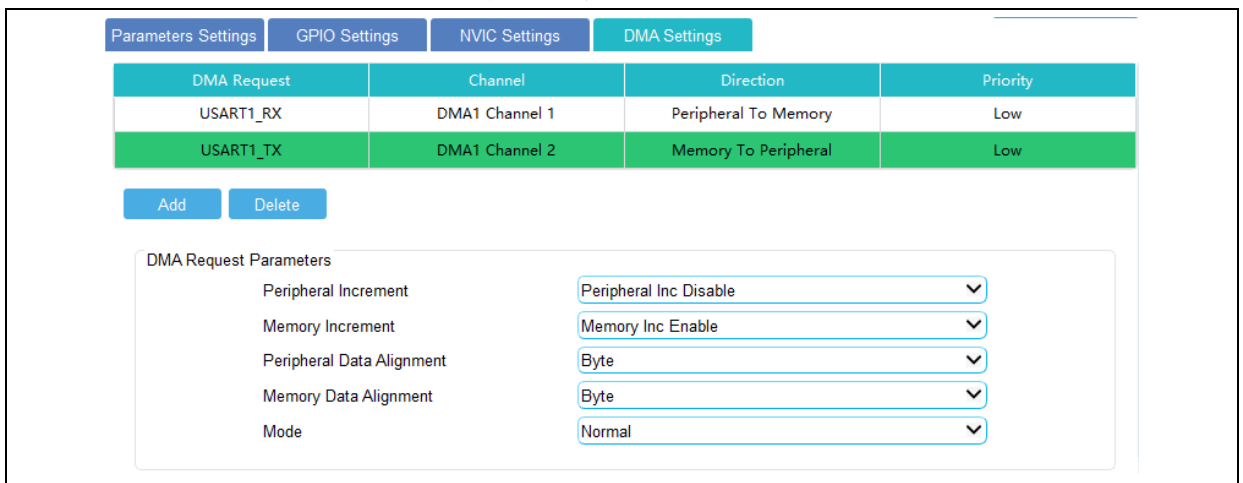 Parameters Settings GPIO Settings NVIC Settings DMA Settings
DMA Request Channel Direction Priority
USART1_RX DMA1 Channel 1 Peripheral To Memory Low
USART1_TX DMA1 Channel 2 Memory To Peripheral Low
Add Delete
DMA Request Parameters
Peripheral Increment Peripheral Inc Disable
Memory Increment Memory Inc Enable
Peripheral Data Alignment Byte
Memory Data Alignment Byte
Mode Normal